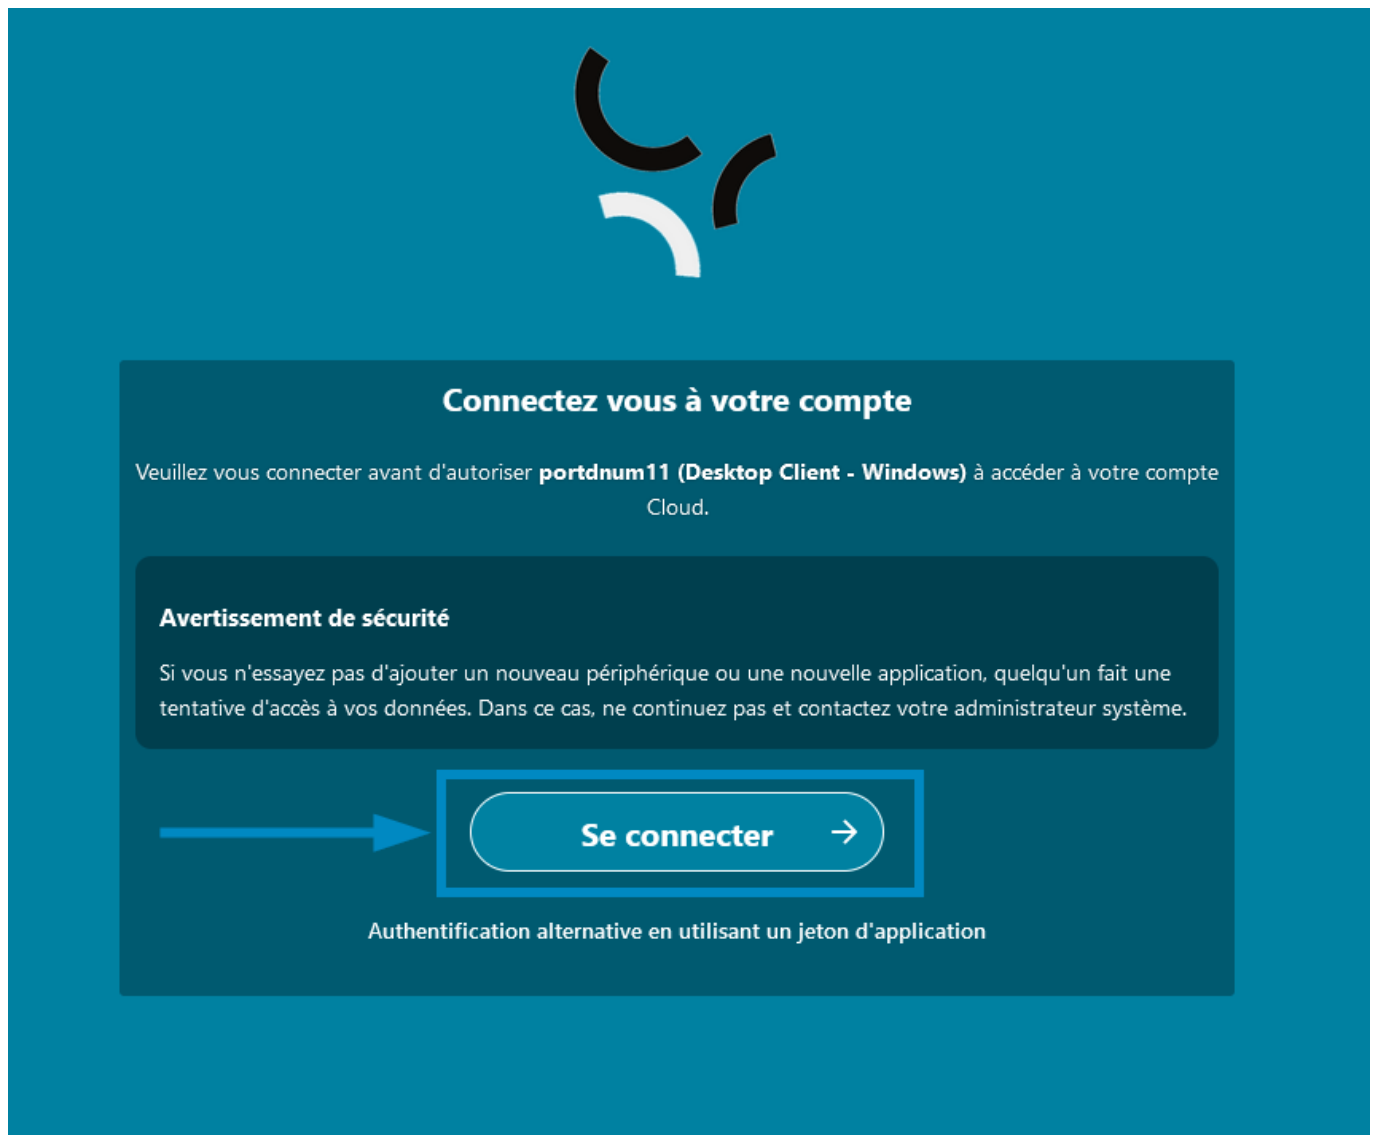 Connectez vous à votre compte
Veuillez vous connecter avant d'autoriser portdnum11 (Desktop Client - Windows) à accéder à votre compte
Cloud.
Avertissement de sécurité
Si vous n'essayez pas d'ajouter un nouveau périphérique ou une nouvelle application, quelqu'un fait une
tentative d'accès à vos données. Dans ce cas, ne continuez pas et contactez votre administrateur système.
Se connecter
Authentification alternative en utilisant un jeton d'application